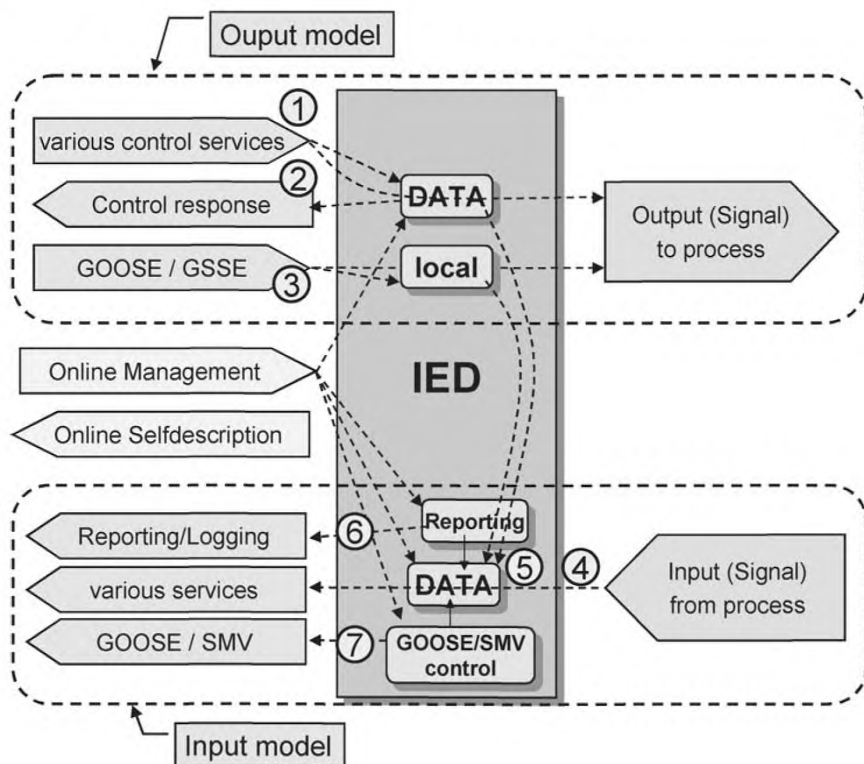 Ouput model
①
various control services
②
Control response
DATA
Output (Signal)
to process
GOOSE / GSSE
③
local
Online Management
IED
Online Selfdescription
Reporting/Logging
⑥
Reporting
various services
DATA
⑤
④
Input (Signal)
from process
GOOSE / SMV
⑦
GOOSE/SMV
control
Input model